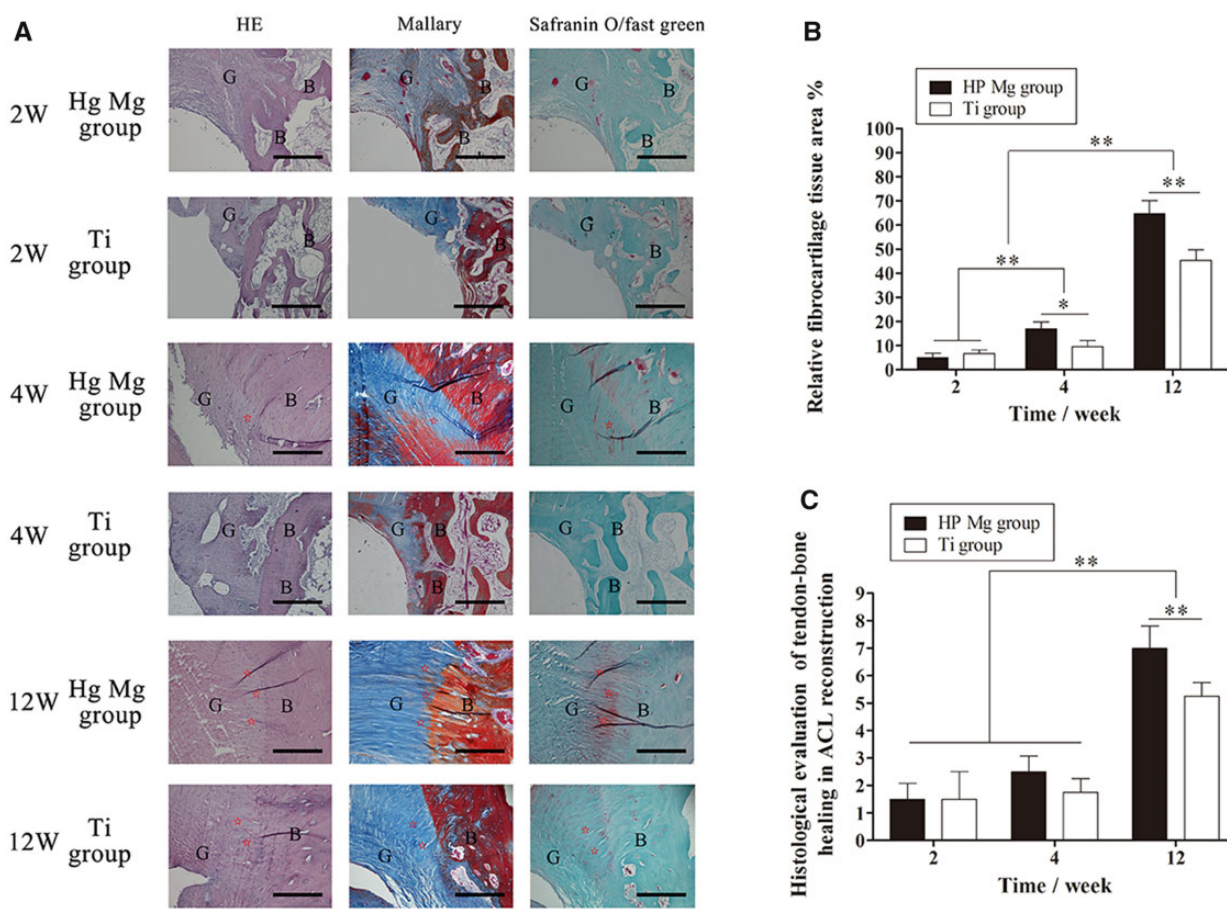 A
HE Mallary Safranin O/fast green
2W Hg Mg group
G B B
G B
G B B
2W Ti group
G B
G B
G B
4W Hg Mg group
G B
G B
G B
4W Ti group
G B B
G B B
G B B
12W Hg Mg group
G B
G B
G B
12W Ti group
G B
G B
G B
B
HP Mg group
Ti group
Relative fibrocartilage tissue area %
100
90
80
70
60
50
40
30
20
10
0
**
**
**
*
2 4 12
Time / week
C
HP Mg group
Ti group
Histological evaluation of tendon-bone
healing in ACL reconstruction
9
8
7
6
5
4
3
2
1
0
**
**
2 4 12
Time / week